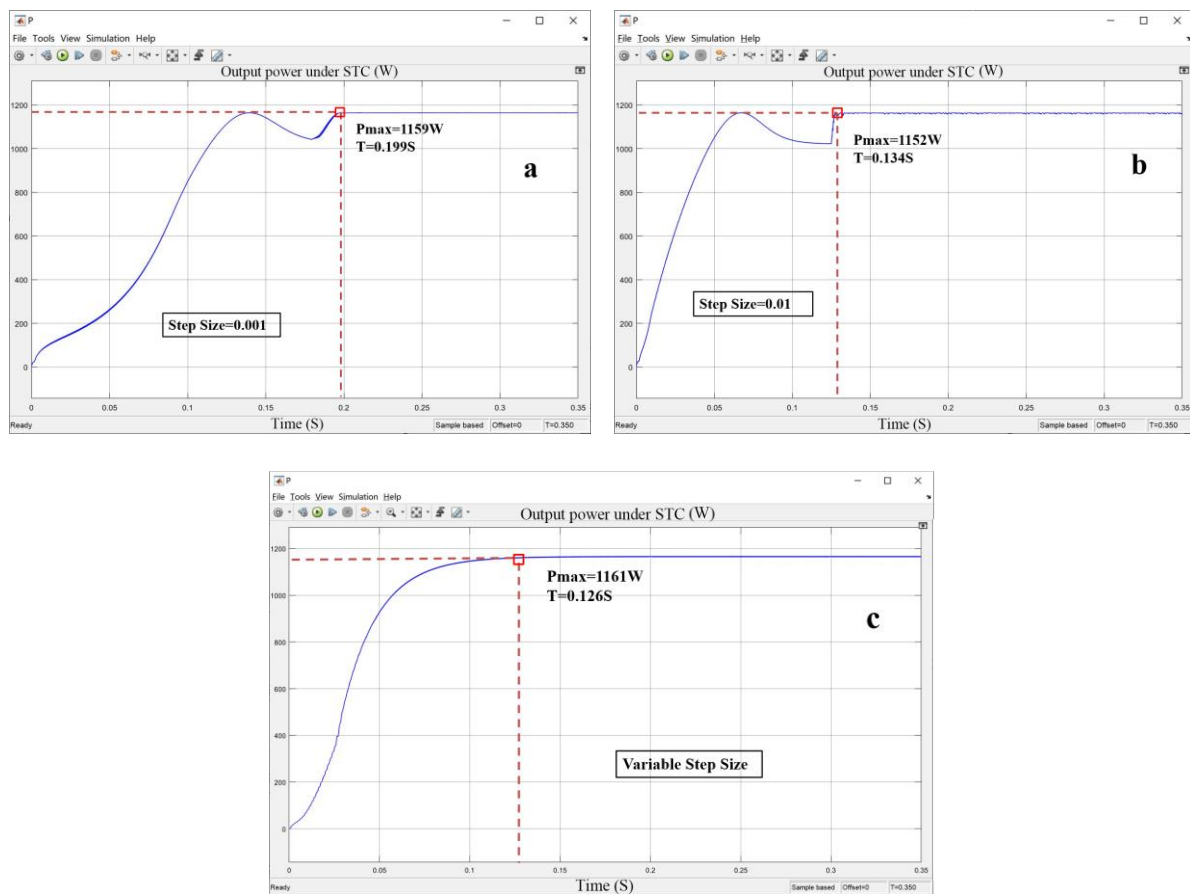 P
File Tools View Simulation Help
Output power under STC (W)
1200
1000
800
600
400
200
0
Pmax=1159W
T=0.199S
a
Step Size=0.001
0 0.05 0.1 0.15 0.2 0.25 0.3 0.35
Ready Time (S) Sample based Offset=0 T=0.350
P
File Tools View Simulation Help
Output power under STC (W)
1200
1000
800
600
400
200
0
Pmax=1152W
T=0.134S
b
Step Size=0.01
0 0.05 0.1 0.15 0.2 0.25 0.3 0.35
Ready Time (S) Sample based Offset=0 T=0.350
P
File Tools View Simulation Help
Output power under STC (W)
1200
1000
800
600
400
200
0
Pmax=1161W
T=0.126S
c
Variable Step Size
0 0.05 0.1 0.15 0.2 0.25 0.3 0.35
Ready Time (S) Sample based Offset=0 T=0.350